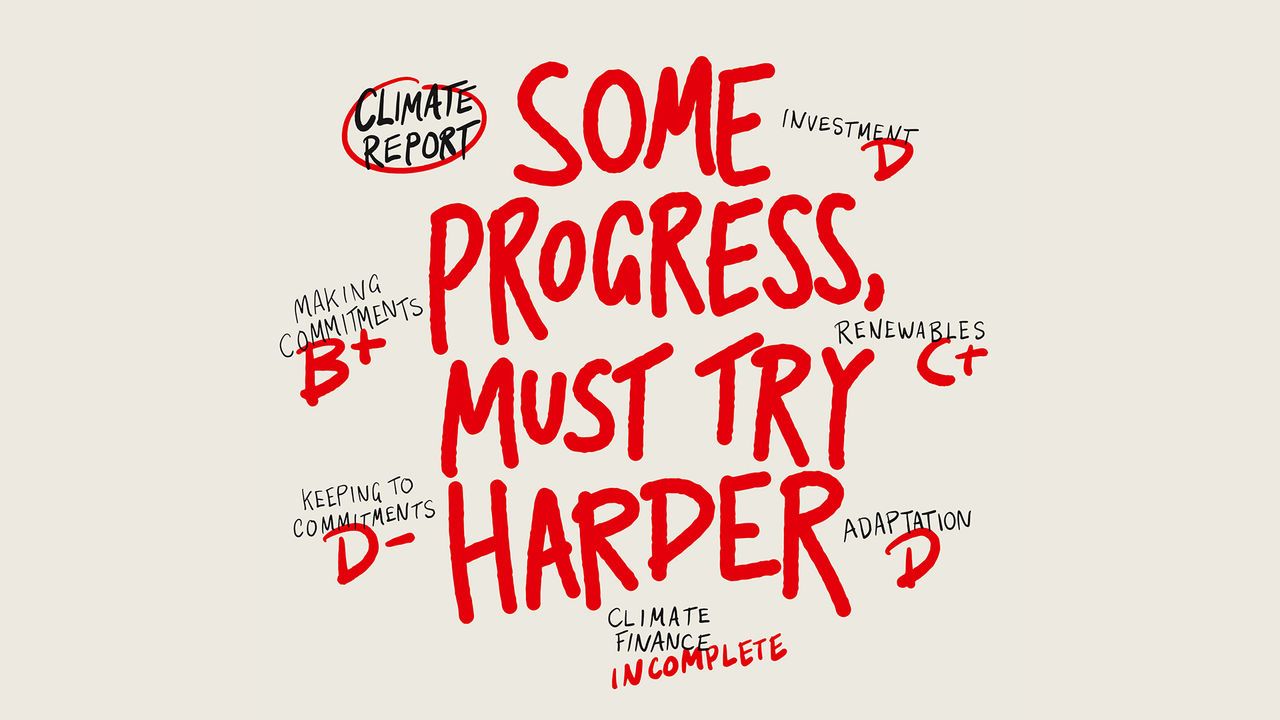 CLIMATE
REPORT
SOME
PROGRESS,
MUST TRY
HARDER
INVESTMENT
D
MAKING
COMMITMENTS
B+
RENEWABLES
C+
KEEPING TO
COMMITMENTS
D-
ADAPTATION
D
CLIMATE
FINANCE
INCOMPLETE